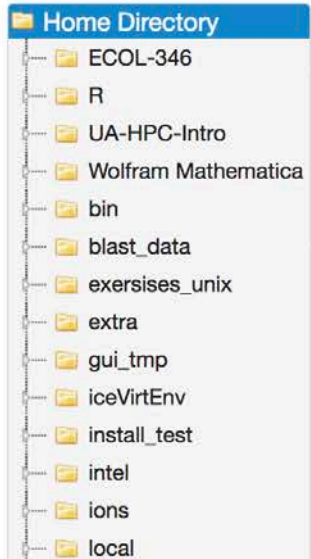 Home Directory
ECOL-346
R
UA-HPC-Intro
Wolfram Mathematica
bin
blast_data
exersises_unix
extra
gui_tmp
iceVirtEnv
install_test
intel
ions
local